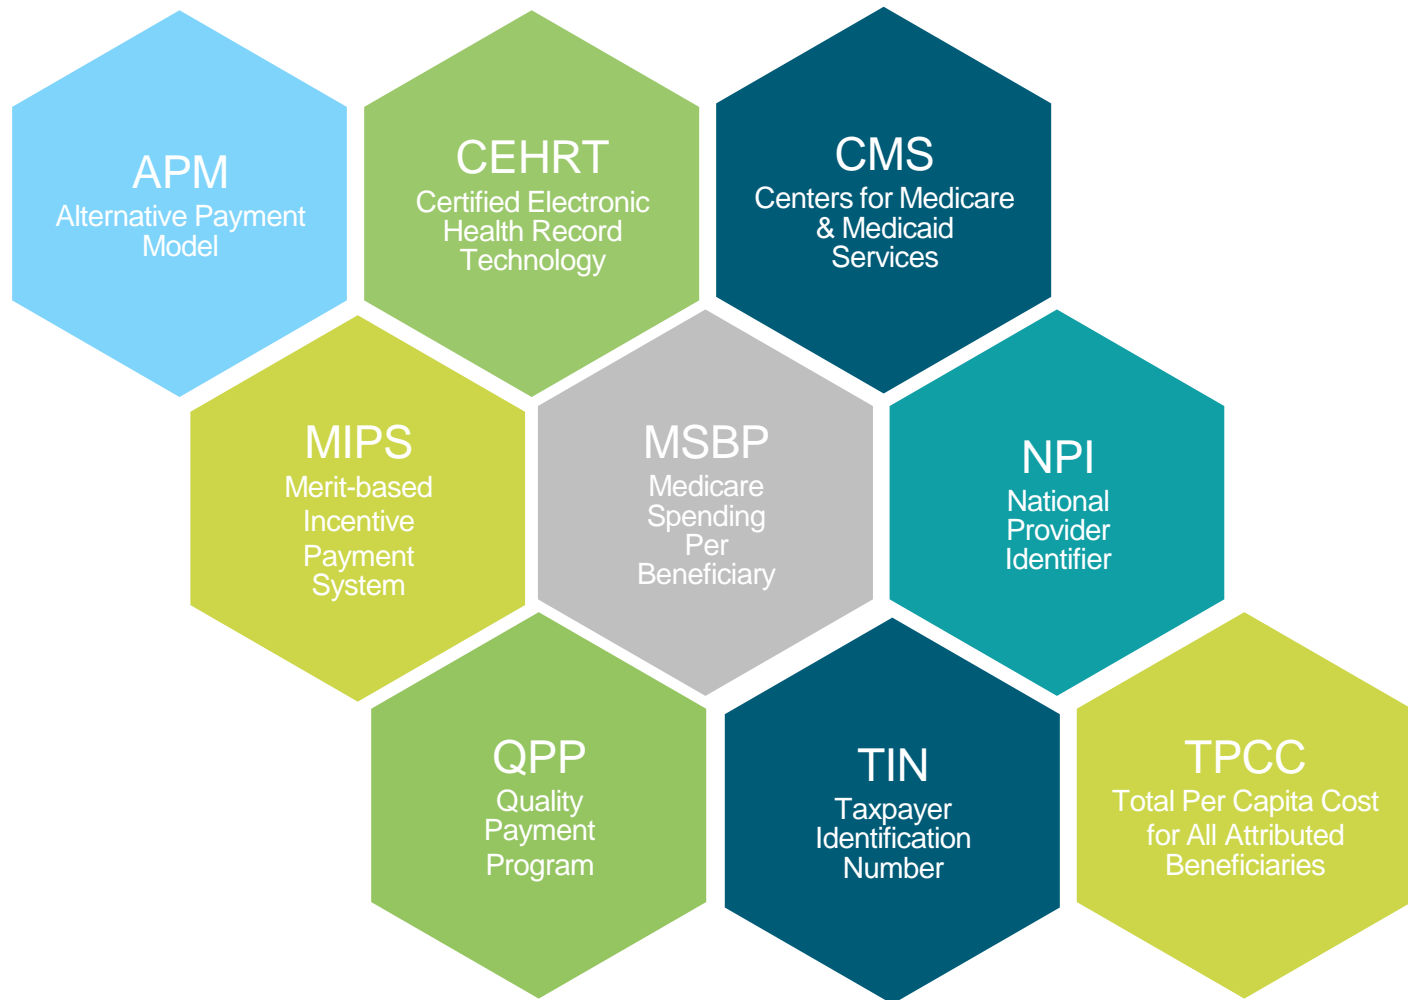 APM
Alternative Payment
Model
CEHRT
Certified Electronic
Health Record
Technology
CMS
Centers for Medicare
& Medicaid
Services
MIPS
Merit-based
Incentive
Payment
System
MSBP
Medicare
Spending
Per
Beneficiary
NPI
National
Provider
Identifier
QPP
Quality
Payment
Program
TIN
Taxpayer
Identification
Number
TPCC
Total Per Capita Cost
for All Attributed
Beneficiaries